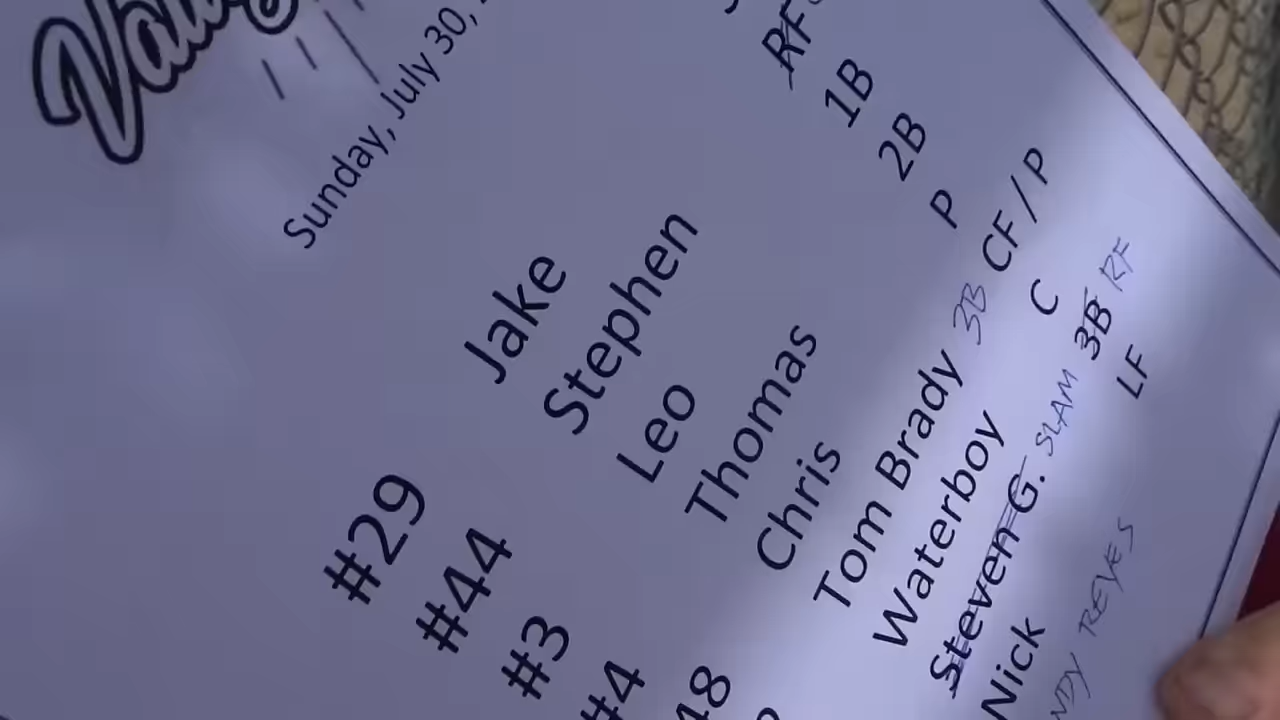 Sunday, July 30,
#29 Jake
#44 Stephen RF
#3 Leo 1B
#4 Thomas 2B
48 Chris P
Tom Brady 3B CF / P
Waterboy C
Steven G. SLAM 3B RF
Nick LF
NDY REYES